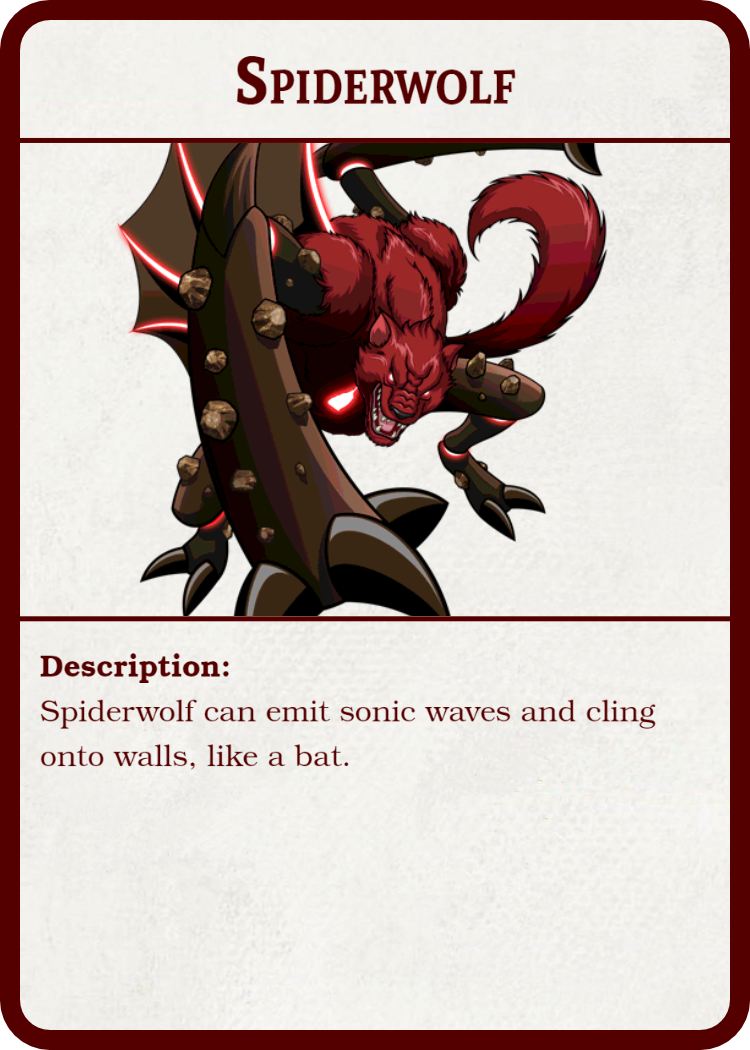 Spiderwolf
Description:
Spiderwolf can emit sonic waves and cling
onto walls, like a bat.